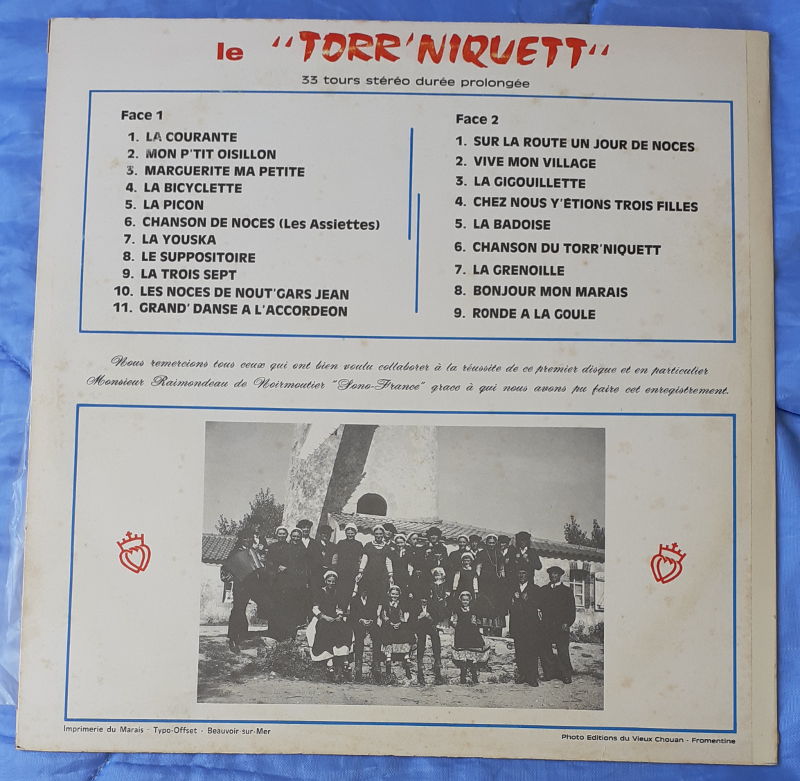 le "TORR'NIQUETT"
33 tours stéréo durée prolongée
Face 1
1. LA COURANTE
2. MON P'TIT OISILLON
3. MARGUERITE MA PETITE
4. LA BICYCLETTE
5. LA PICON
6. CHANSON DE NOCES (Les Assiettes)
7. LA YOUSKA
8. LE SUPPOSITOIRE
9. LA TROIS SEPT
10. LES NOCES DE NOUT'GARS JEAN
11. GRAND' DANSE A L'ACCORDEON
Face 2
1. SUR LA ROUTE UN JOUR DE NOCES
2. VIVE MON VILLAGE
3. LA GIGOUILLETTE
4. CHEZ NOUS Y'ÉTIONS TROIS FILLES
5. LA BADOISE
6. CHANSON DU TORR'NIQUETT
7. LA GRENOILLE
8. BONJOUR MON MARAIS
9. RONDE A LA GOULE
Nous remercions tous ceux qui ont bien voulu collaborer à la réussite de ce premier disque et en particulier
Monsieur Raimondeau de Noirmoutier "Sono-France" grace à qui nous avons pu faire cet enregistrement.
Imprimerie du Marais - Typo-Offset - Beauvoir-sur-Mer
Photo Editions du Vieux Chouan - Fromentine